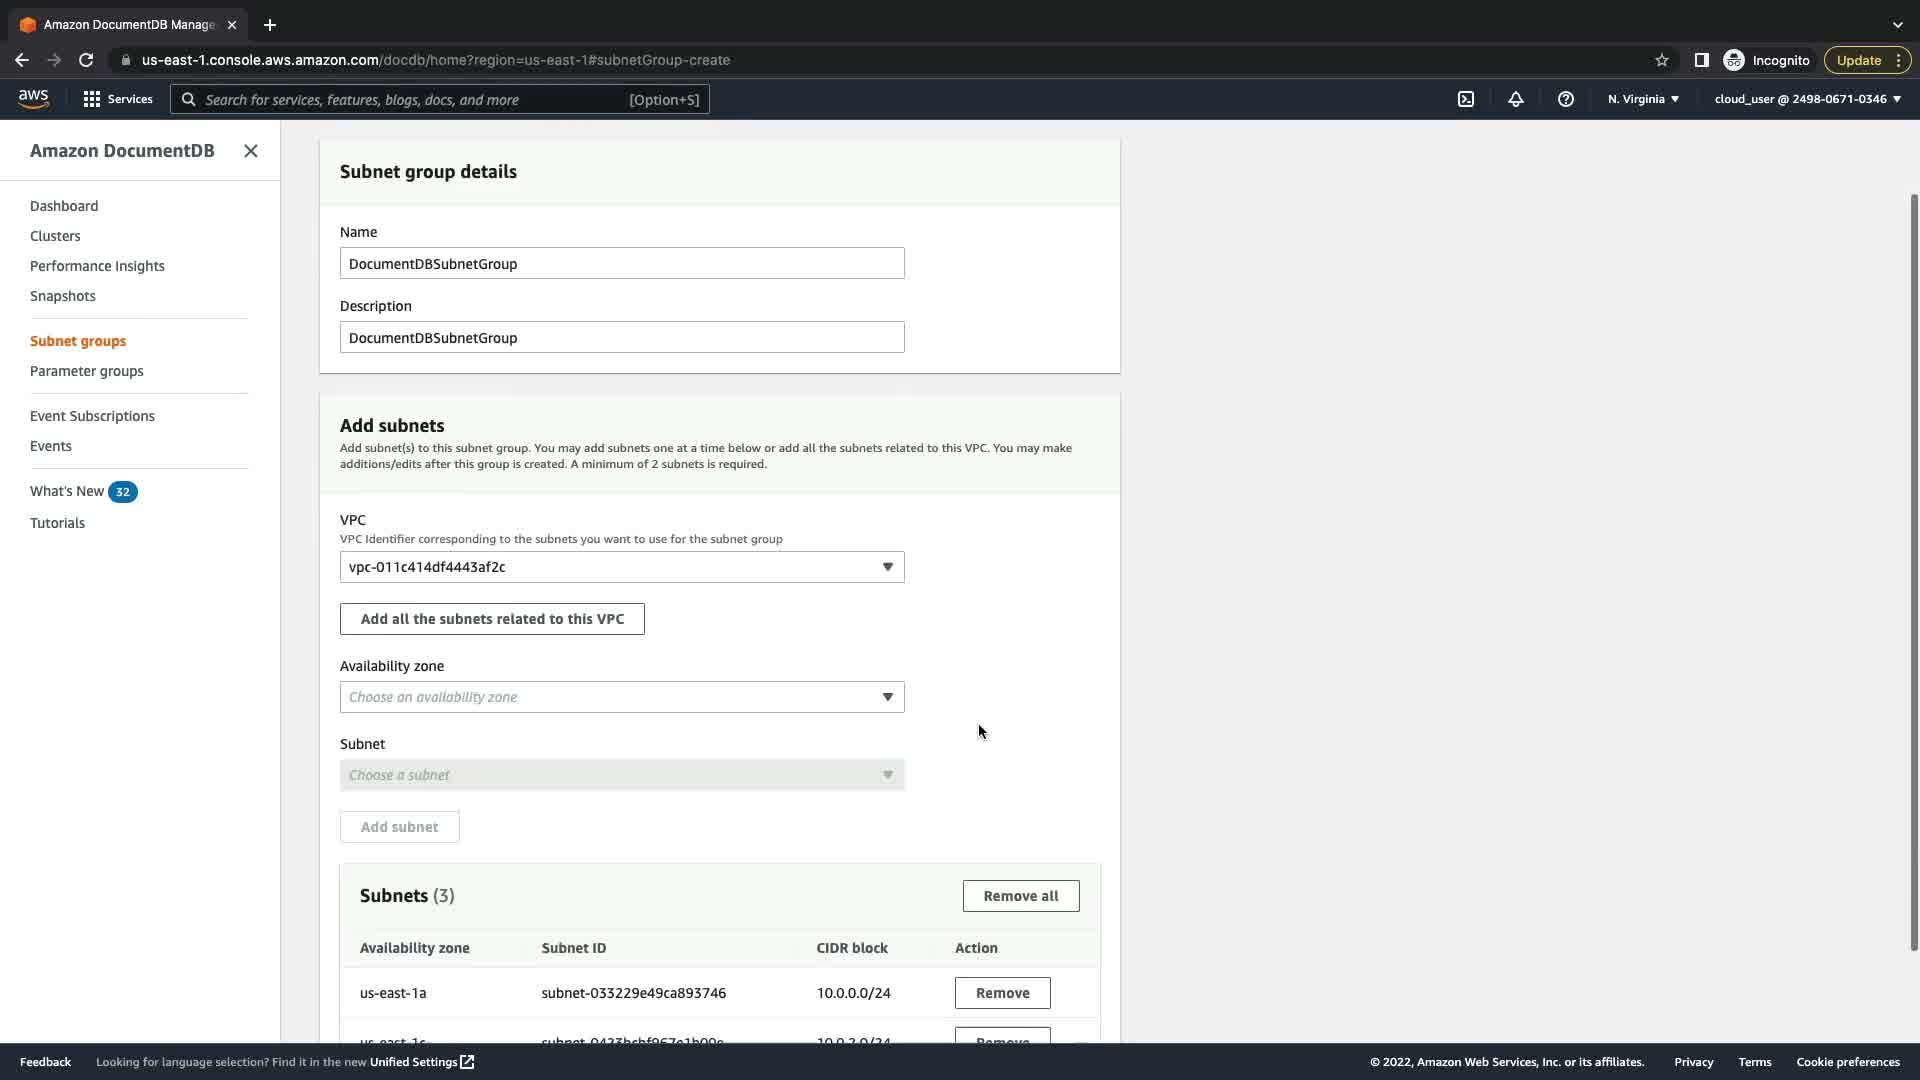 Amazon DocumentDB Manage
us-east-1.console.aws.amazon.com/docdb/home?region=us-east-1#subnetGroup-create
Incognito
Update
aws
Services
Search for services, features, blogs, docs, and more
[Option+S]
N. Virginia
cloud_user @ 2498-0671-0346
Amazon DocumentDB
Dashboard
Clusters
Performance Insights
Snapshots
Subnet groups
Parameter groups
Event Subscriptions
Events
What's New 32
Tutorials
Subnet group details
Name
DocumentDBSubnetGroup
Description
DocumentDBSubnetGroup
Add subnets
Add subnet(s) to this subnet group. You may add subnets one at a time below or add all the subnets related to this VPC. You may make
additions/edits after this group is created. A minimum of 2 subnets is required.
VPC
VPC Identifier corresponding to the subnets you want to use for the subnet group
vpc-011c414df4443af2c
Add all the subnets related to this VPC
Availability zone
Choose an availability zone
Subnet
Choose a subnet
Add subnet
Subnets (3)
Remove all
Availability zone Subnet ID CIDR block Action
us-east-1a subnet-033229e49ca893746 10.0.0.0/24 Remove
us-east-1c 10.0.2.0/24 Remove
Feedback
Looking for language selection? Find it in the new Unified Settings
© 2022, Amazon Web Services, Inc. or its affiliates.
Privacy
Terms
Cookie preferences